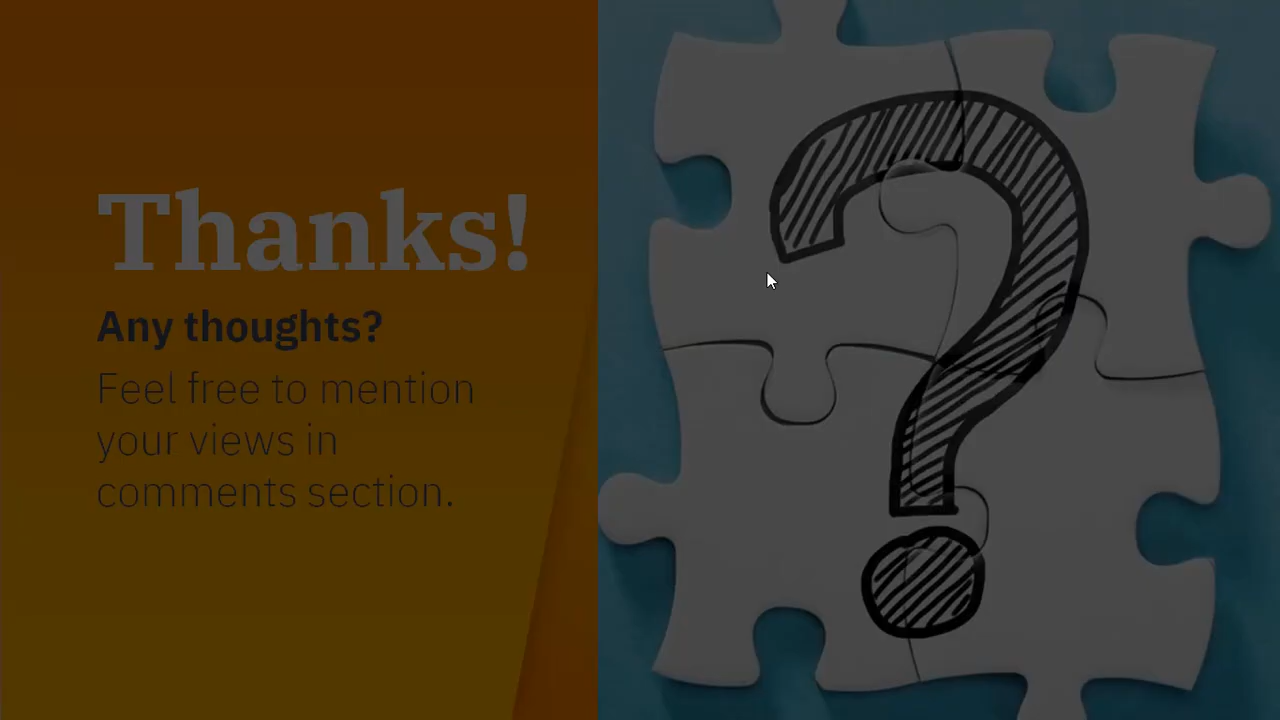 Thanks!
Any thoughts?
Feel free to mention
your views in
comments section.
?